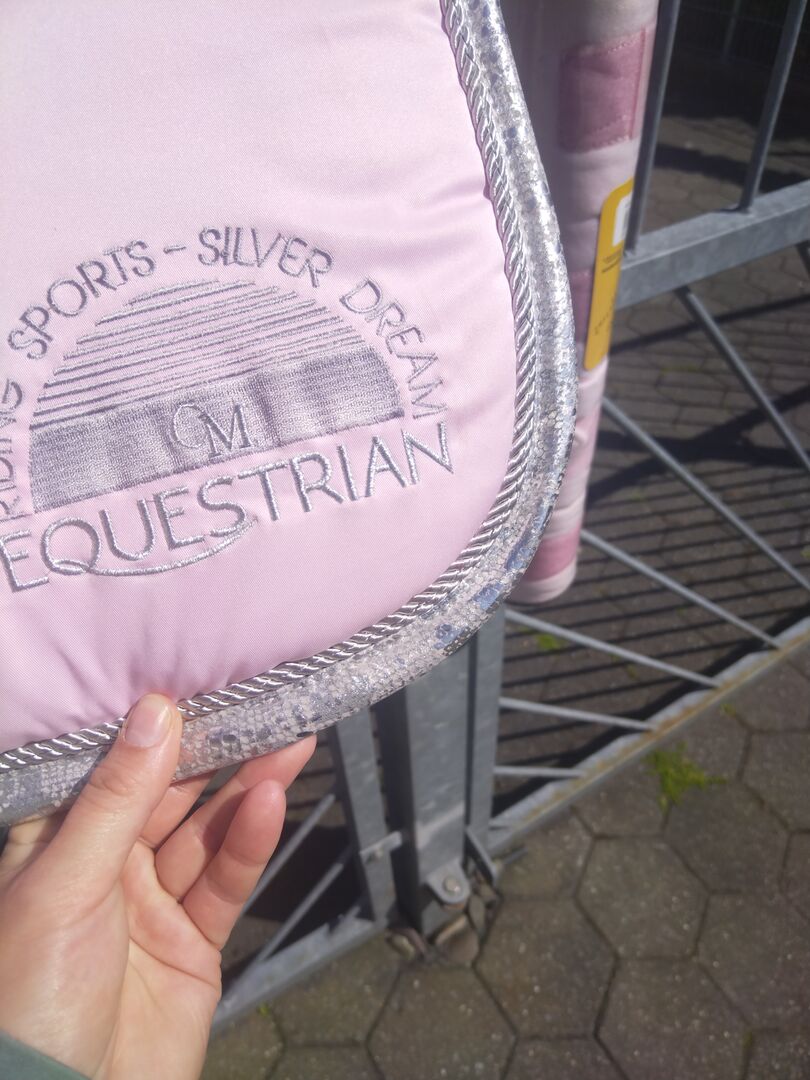 RIDING SPORTS - SILVER DREAM
CM
EQUESTRIAN